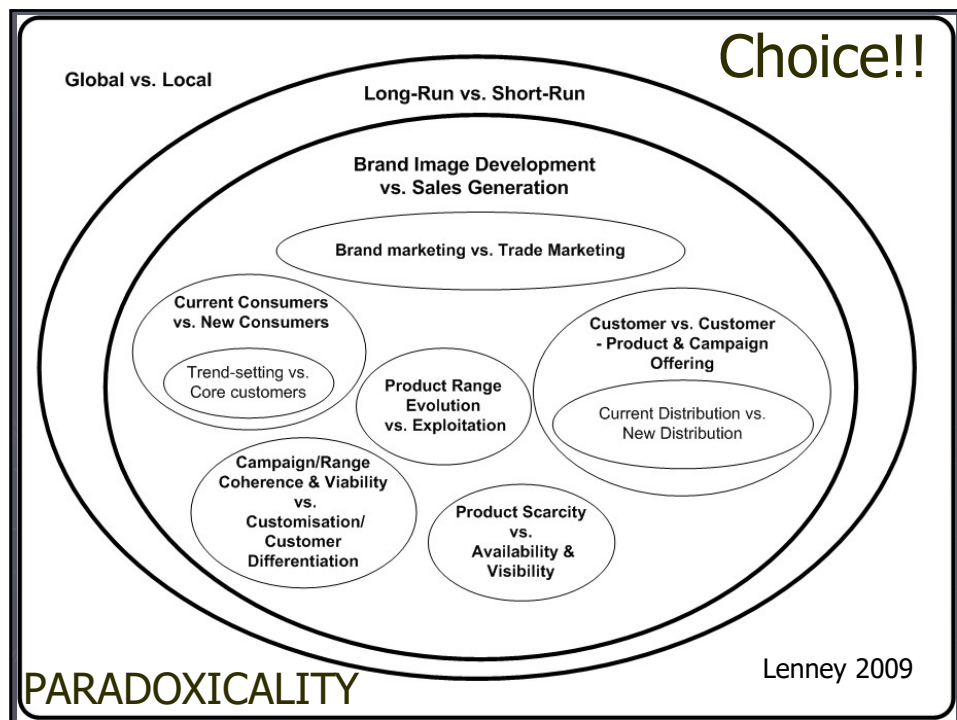 Choice!!
Global vs. Local
Long-Run vs. Short-Run
Brand Image Development
vs. Sales Generation
Brand marketing vs. Trade Marketing
Current Consumers
vs. New Consumers
Trend-setting vs.
Core customers
Product Range
Evolution
vs. Exploitation
Customer vs. Customer
- Product & Campaign
Offering
Current Distribution vs.
New Distribution
Campaign/Range
Coherence & Viability
vs.
Customisation/
Customer
Differentiation
Product Scarcity
vs.
Availability &
Visibility
Lenney 2009
PARADOXICALITY